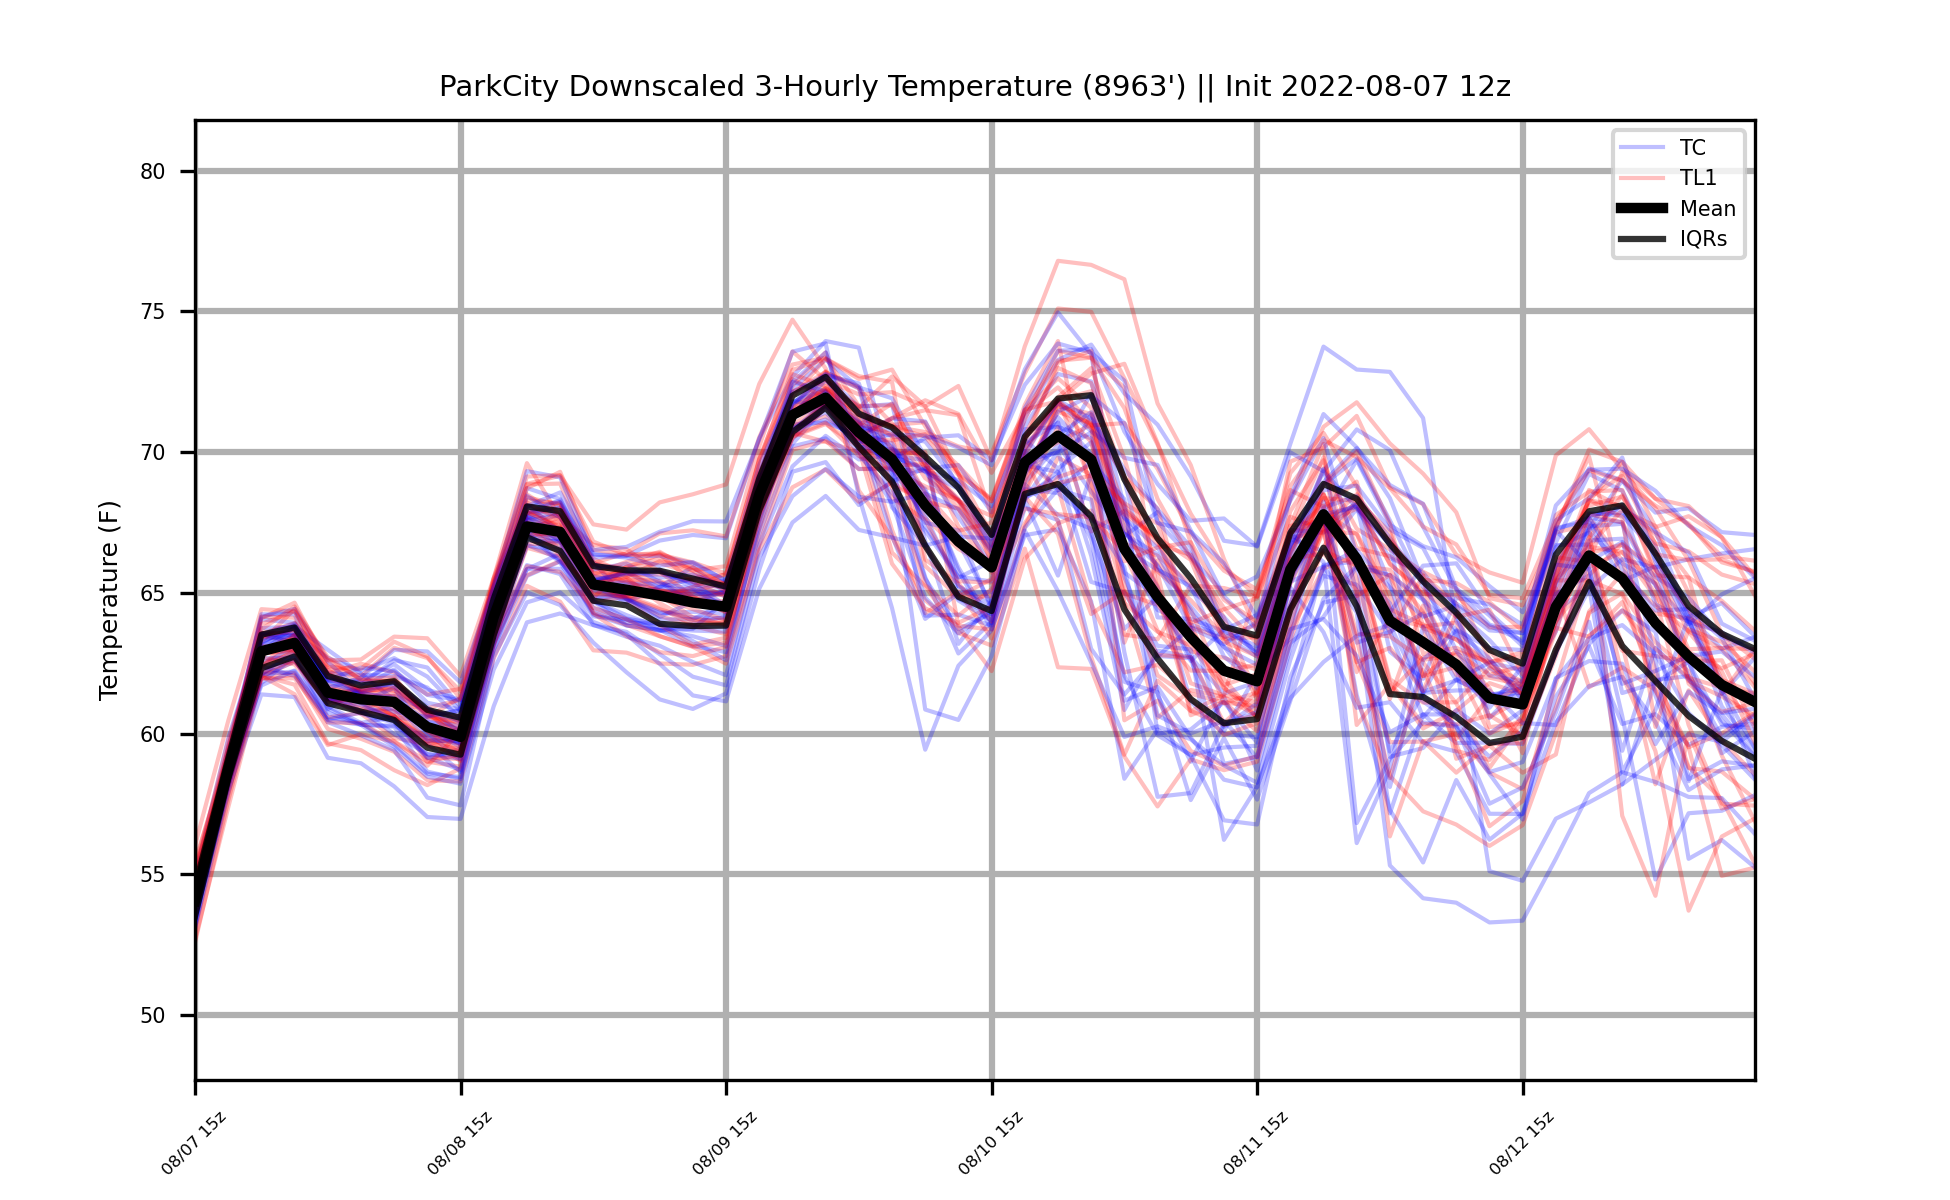 ParkCity Downscaled 3-Hourly Temperature (8963') || Init 2022-08-07 12z
TC
TL1
Mean
IQRs
Temperature (F)
80
75
70
65
60
55
50
08/07 15z
08/08 15z
08/09 15z
08/10 15z
08/11 15z
08/12 15z